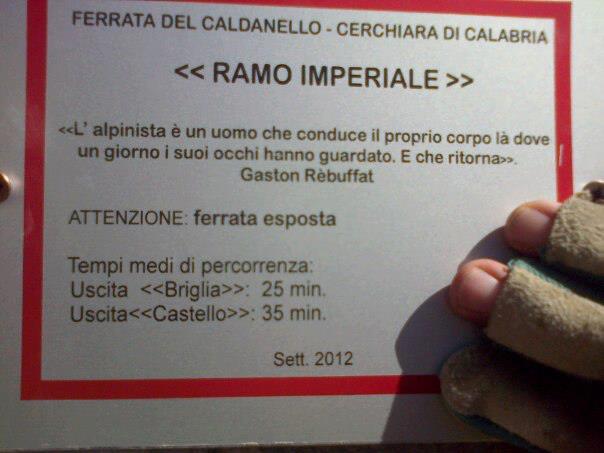 FERRATA DEL CALDANELLO - CERCHIARA DI CALABRIA
<< RAMO IMPERIALE >>
<<L' alpinista è un uomo che conduce il proprio corpo là dove
un giorno i suoi occhi hanno guardato. E che ritorna>>.
Gaston Rèbuffat
ATTENZIONE: ferrata esposta
Tempi medi di percorrenza:
Uscita <<Briglia>>: 25 min.
Uscita<<Castello>>: 35 min.
Sett. 2012